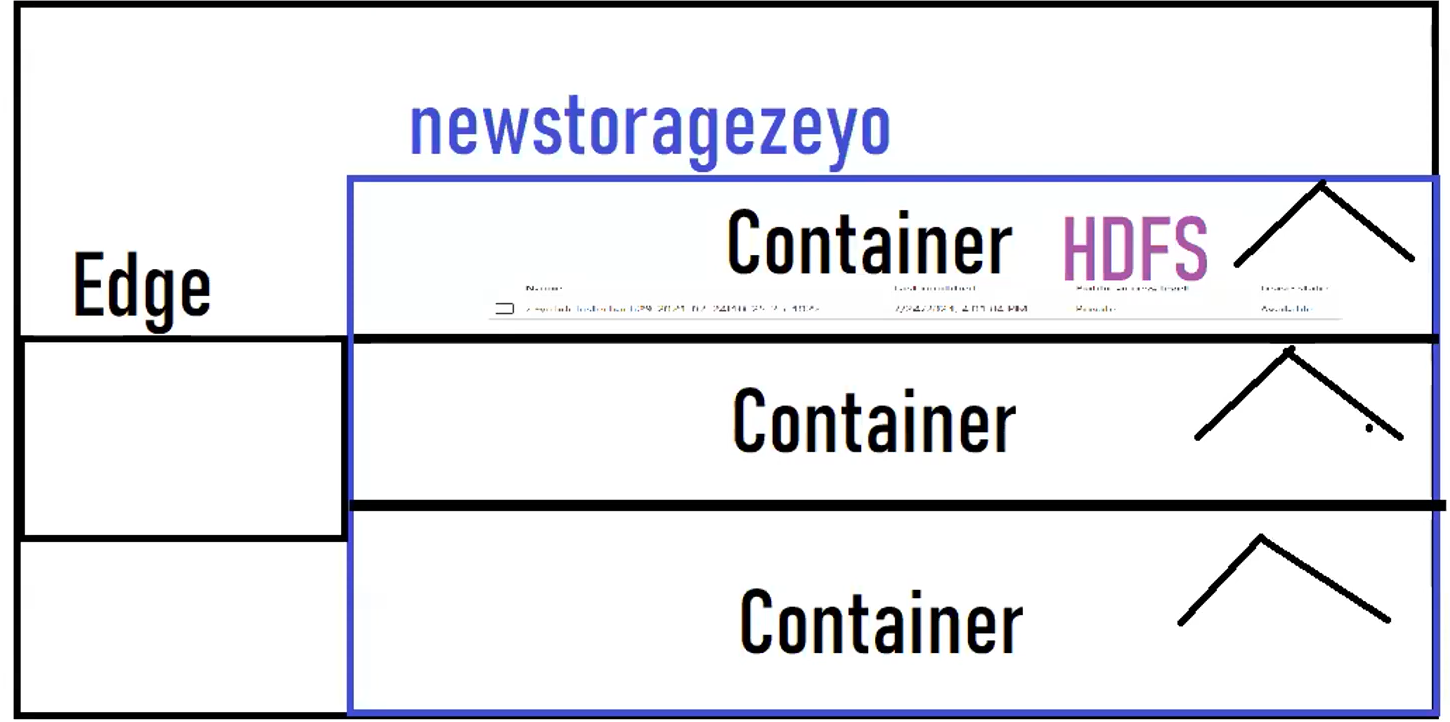 newstoragezeyo
Container HDFS
Edge
Container
Container